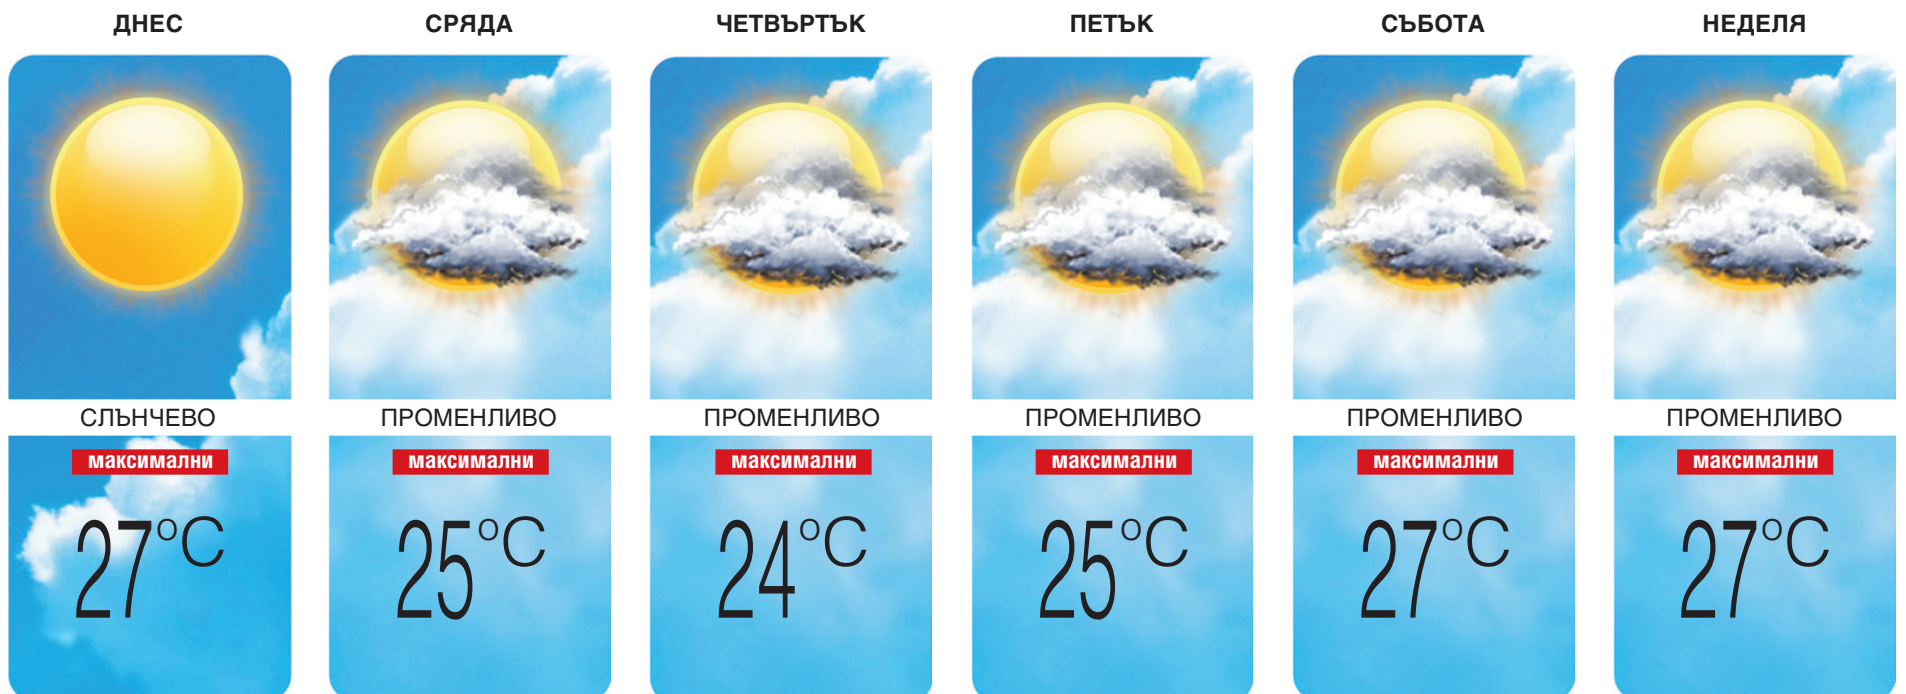 ДНЕС СРЯДА ЧЕТВЪРТЪК ПЕТЪК СЪБОТА НЕДЕЛЯ
СЛЪНЧЕВО ПРОМЕНЛИВО ПРОМЕНЛИВО ПРОМЕНЛИВО ПРОМЕНЛИВО ПРОМЕНЛИВО
максимални максимални максимални максимални максимални максимални
27°C 25°C 24°C 25°C 27°C 27°C